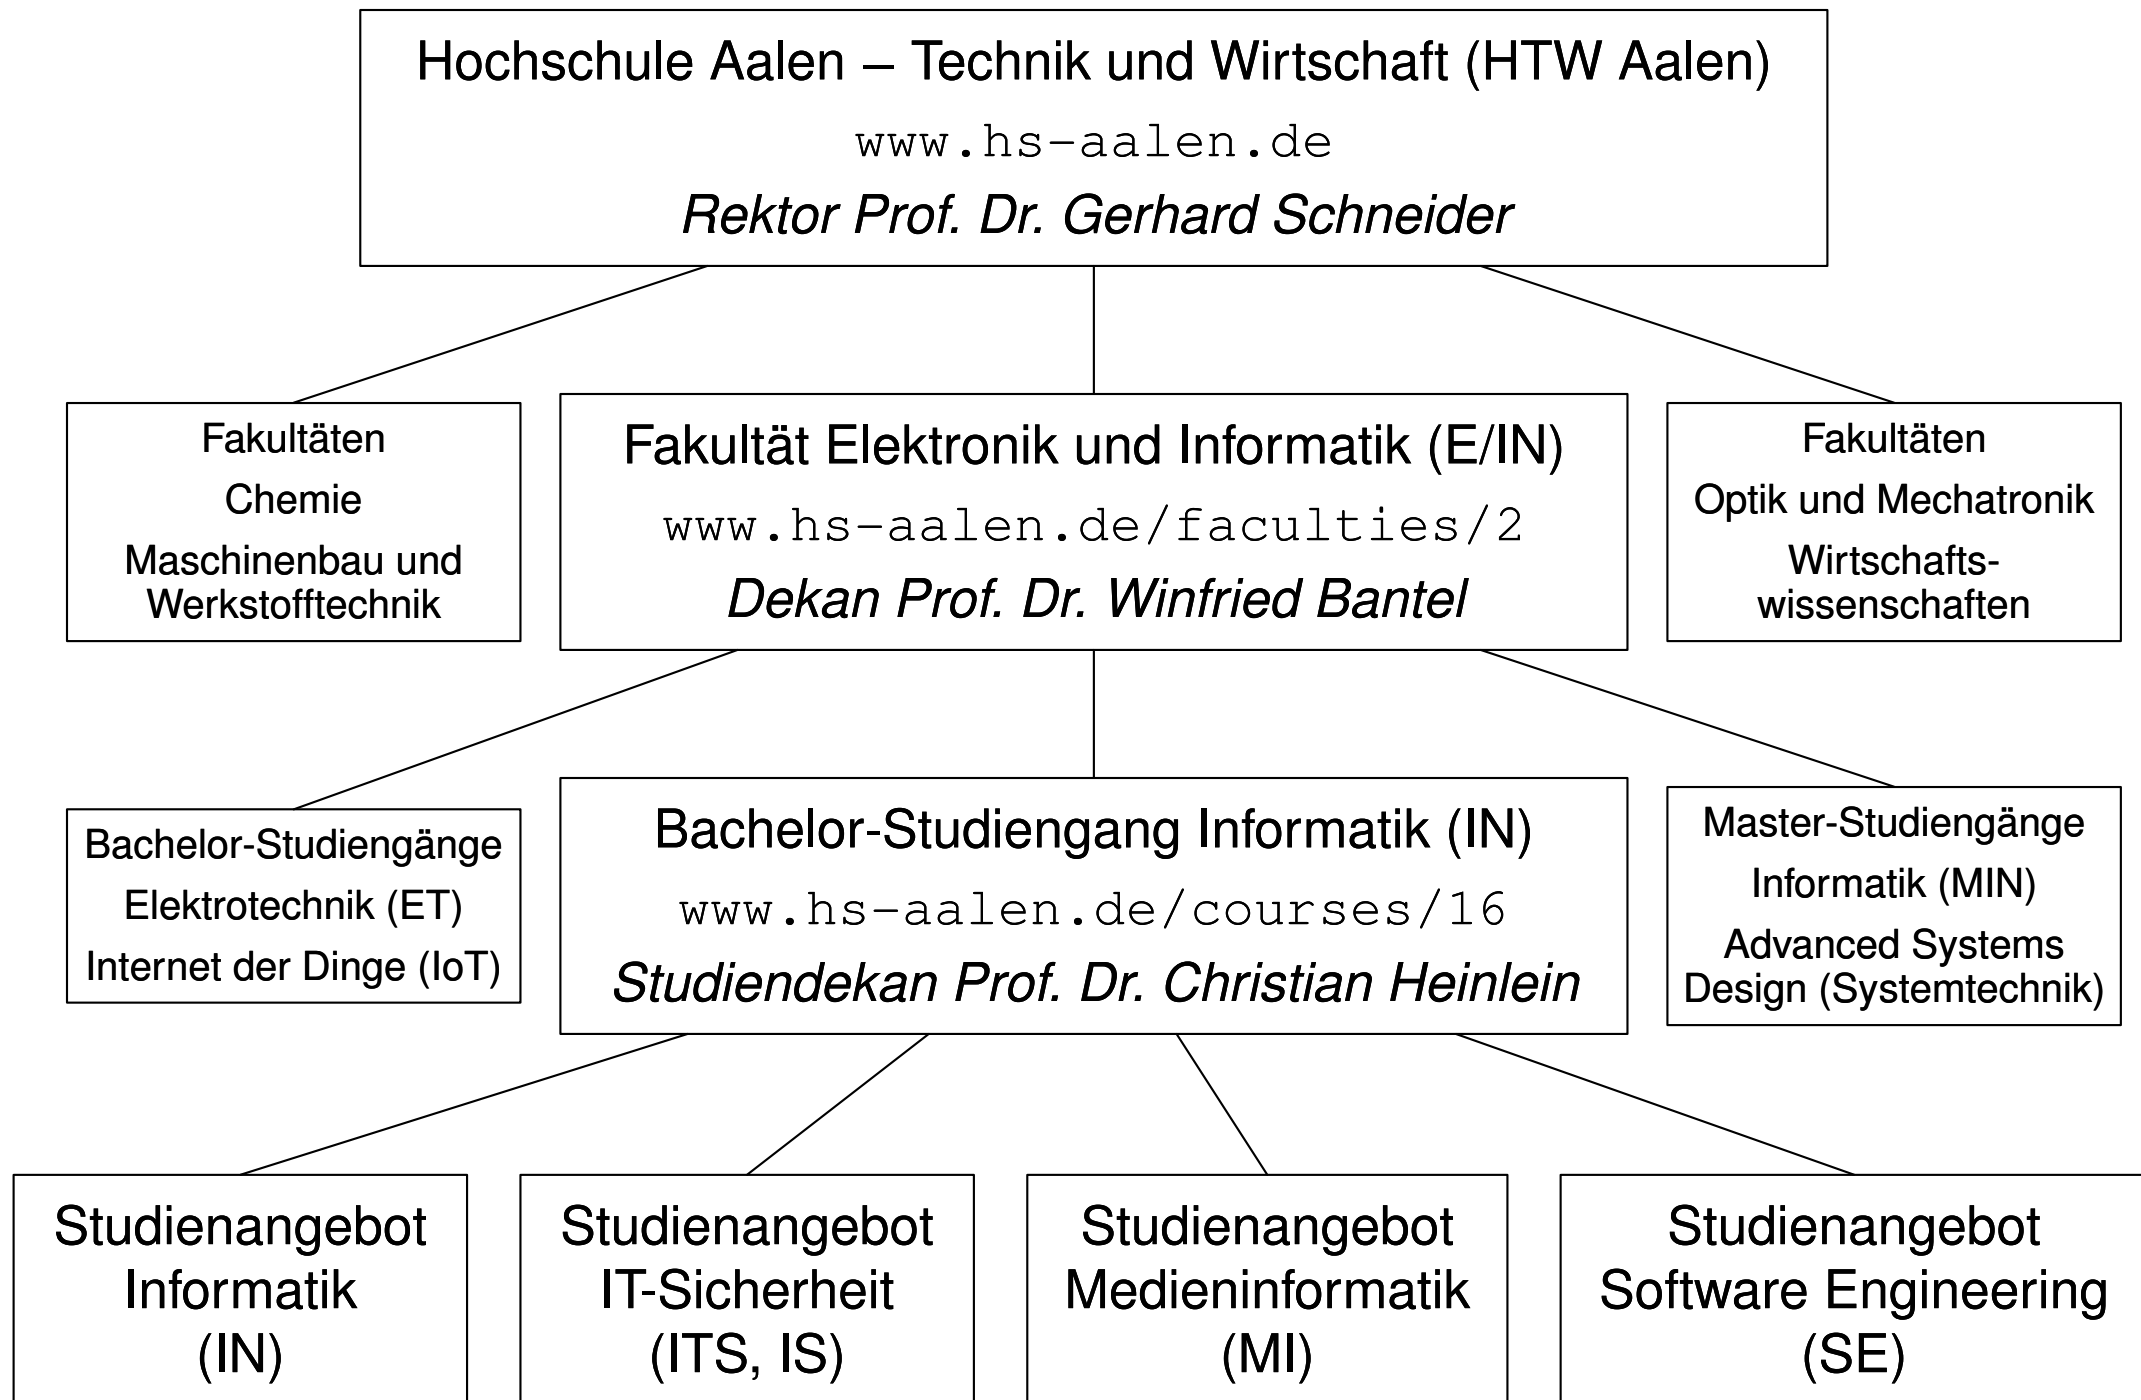 Hochschule Aalen – Technik und Wirtschaft (HTW Aalen)
www.hs-aalen.de
Rektor Prof. Dr. Gerhard Schneider
Fakultäten
Chemie
Maschinenbau und
Werkstofftechnik
Fakultät Elektronik und Informatik (E/IN)
www.hs-aalen.de/faculties/2
Dekan Prof. Dr. Winfried Bantel
Fakultäten
Optik und Mechatronik
Wirtschafts-
wissenschaften
Bachelor-Studiengänge
Elektrotechnik (ET)
Internet der Dinge (IoT)
Bachelor-Studiengang Informatik (IN)
www.hs-aalen.de/courses/16
Studiendekan Prof. Dr. Christian Heinlein
Master-Studiengänge
Informatik (MIN)
Advanced Systems
Design (Systemtechnik)
Studienangebot
Informatik
(IN)
Studienangebot
IT-Sicherheit
(ITS, IS)
Studienangebot
Medieninformatik
(MI)
Studienangebot
Software Engineering
(SE)